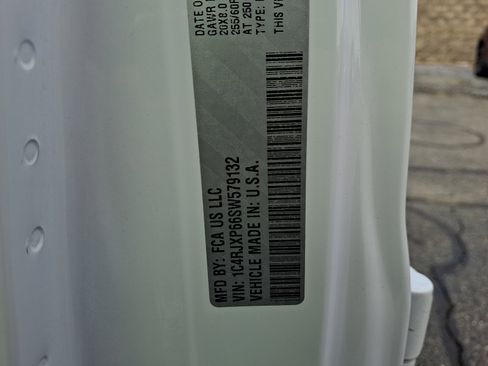 MFD BY: FCA US LLC
VIN: 1C4RJXP66SW579132
VEHICLE MADE IN: U.S.A.
DATE O
GAWR
20X8.0
255/60R
AT 250
TYPE:
THIS V